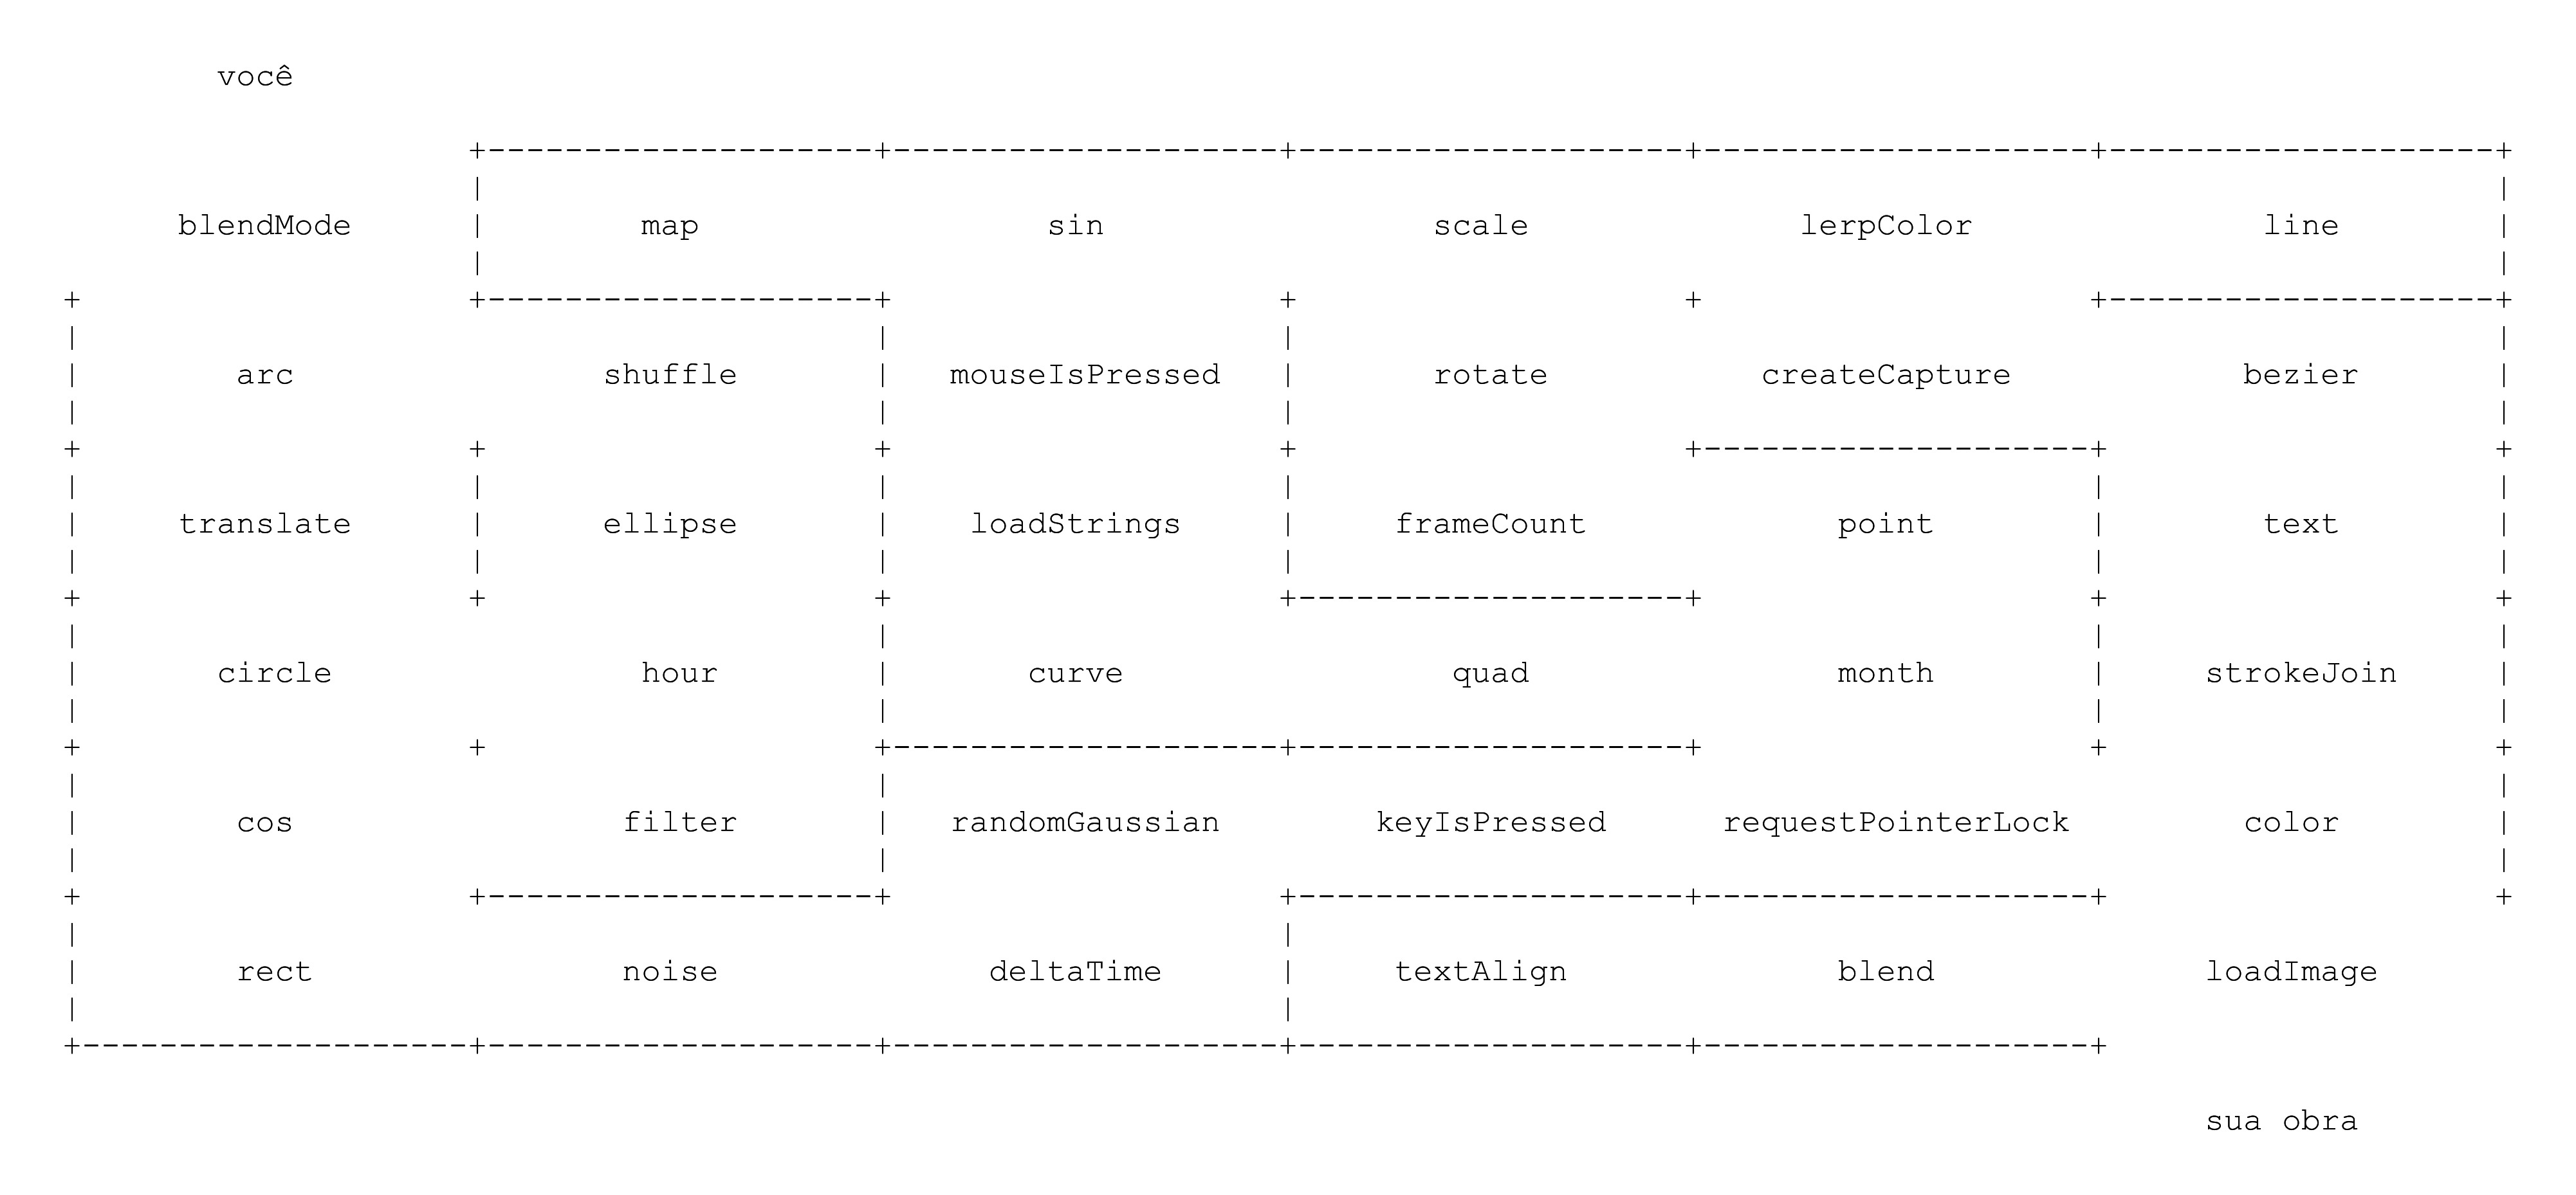 você
blendMode map sin scale lerpColor line
arc shuffle mouseIsPressed rotate createCapture bezier
translate ellipse loadStrings frameCount point text
circle hour curve quad month strokeJoin
cos filter randomGaussian keyIsPressed requestPointerLock color
rect noise deltaTime textAlign blend loadImage
sua obra